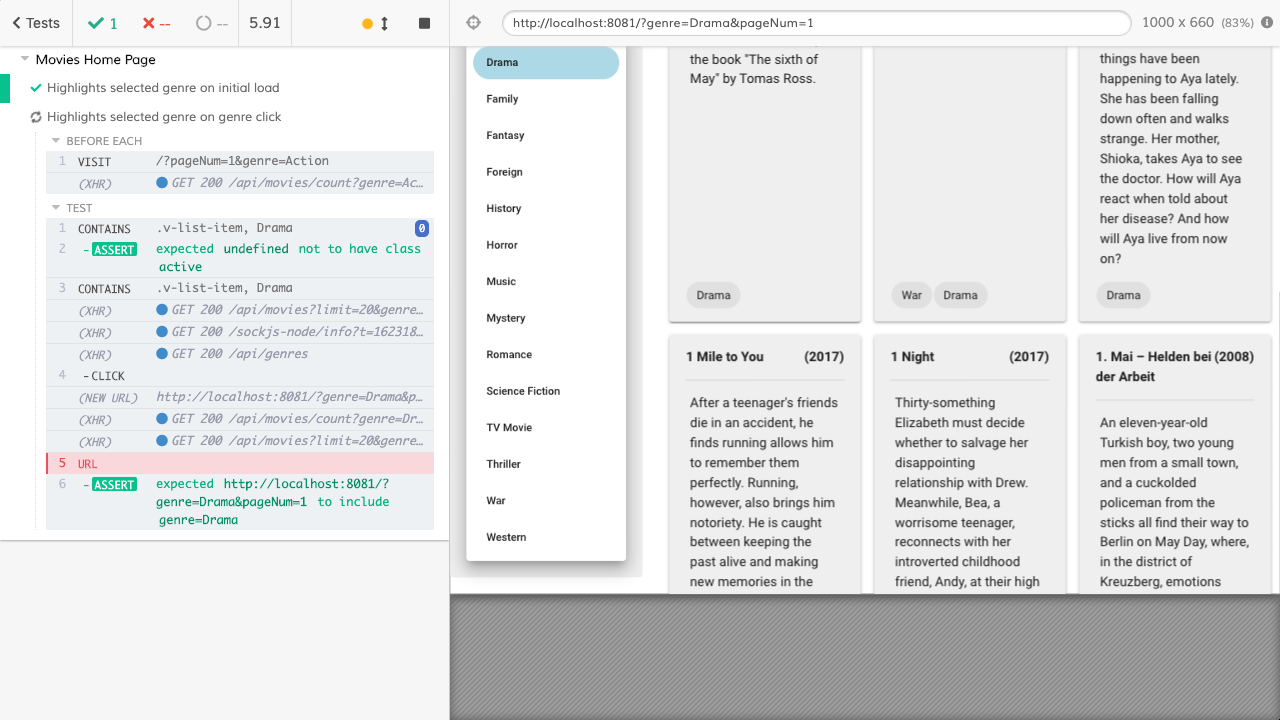 Tests
1
--
--
5.91
http://localhost:8081/?genre=Drama&pageNum=1
1000 x 660 (83%)
Movies Home Page
Highlights selected genre on initial load
Highlights selected genre on genre click
BEFORE EACH
1 VISIT /?pageNum=1&genre=Action
(XHR) GET 200 /api/movies/count?genre=Ac…
TEST
1 CONTAINS .v-list-item, Drama 0
2 -ASSERT expected undefined not to have class
active
3 CONTAINS .v-list-item, Drama
(XHR) GET 200 /api/movies?limit=20&genre…
(XHR) GET 200 /sockjs-node/info?t=162318…
(XHR) GET 200 /api/genres
4 -CLICK
(NEW URL) http://localhost:8081/?genre=Drama&p…
(XHR) GET 200 /api/movies/count?genre=Dr…
(XHR) GET 200 /api/movies?limit=20&genre…
5 URL
6 -ASSERT expected http://localhost:8081/?
genre=Drama&pageNum=1 to include
genre=Drama
Drama
Family
Fantasy
Foreign
History
Horror
Music
Mystery
Romance
Science Fiction
TV Movie
Thriller
War
Western
the book "The sixth of
May" by Tomas Ross.
Drama
War Drama
things have been
happening to Aya lately.
She has been falling
down often and walks
strange. Her mother,
Shioka, takes Aya to see
the doctor. How will Aya
react when told about
her disease? And how
will Aya live from now
on?
Drama
1 Mile to You (2017)
After a teenager's friends
die in an accident, he
finds running allows him
to remember them
perfectly. Running,
however, also brings him
notoriety. He is caught
between keeping the
past alive and making
new memories in the
1 Night (2017)
Thirty-something
Elizabeth must decide
whether to salvage her
disappointing
relationship with Drew.
Meanwhile, Bea, a
worrisome teenager,
reconnects with her
introverted childhood
friend, Andy, at their high
1. Mai – Helden bei (2008)
der Arbeit
An eleven-year-old
Turkish boy, two young
men from a small town,
and a cuckolded
policeman from the
sticks all find their way to
Berlin on May Day, where,
in the district of
Kreuzberg, emotions